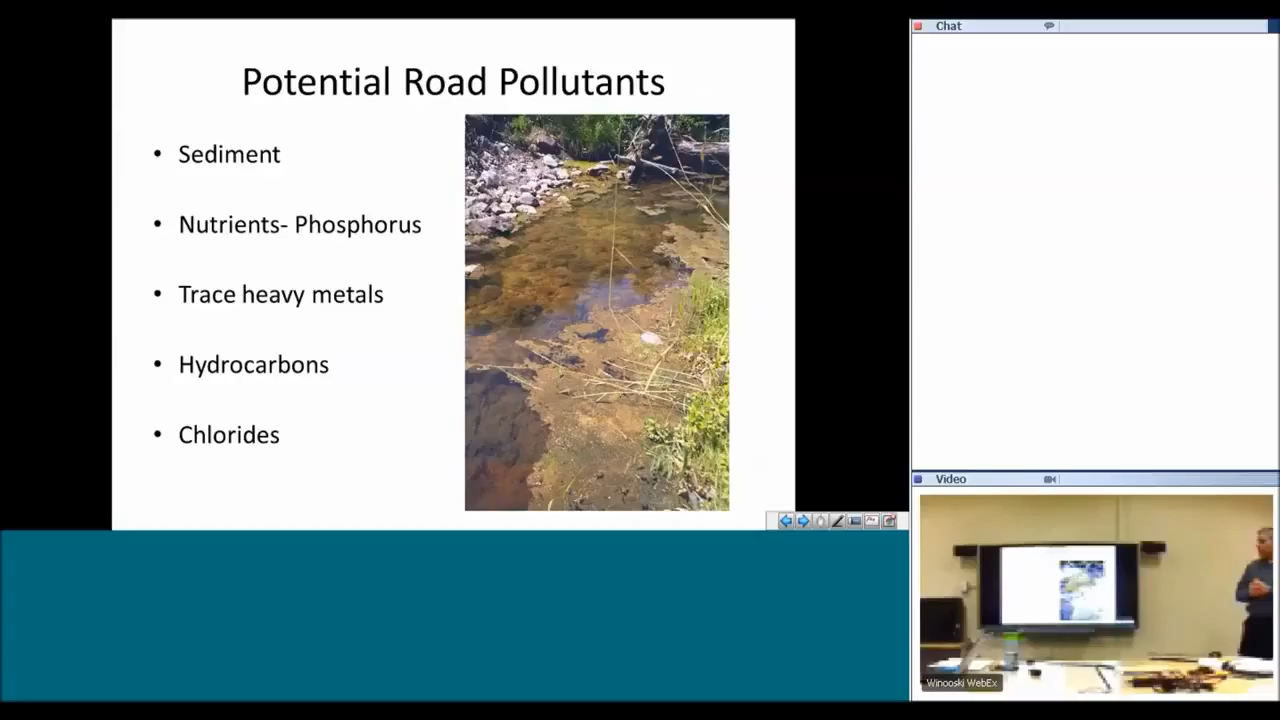 Potential Road Pollutants
• Sediment
• Nutrients- Phosphorus
• Trace heavy metals
• Hydrocarbons
• Chlorides
Chat
Video
Winooski WebEx